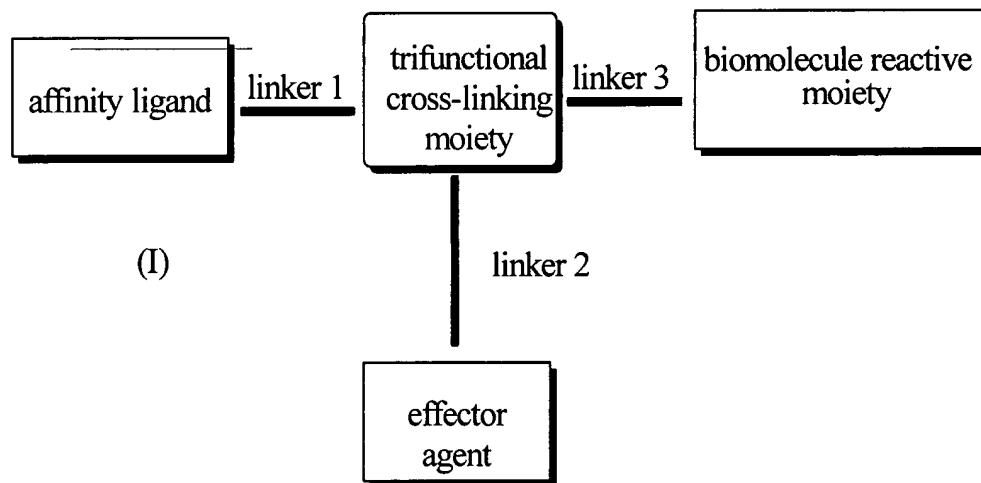 affinity ligand
linker 1
trifunctional
cross-linking
moiety
linker 3
biomolecule reactive
moiety
(I)
linker 2
effector
agent